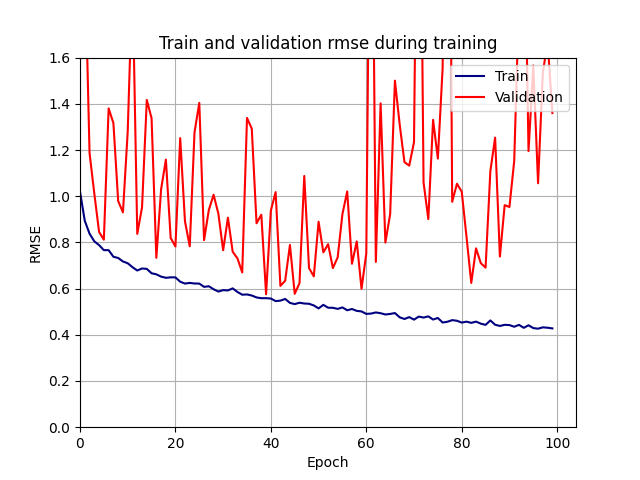 Train and validation rmse during training
Train
Validation
RMSE
1.6
1.4
1.2
1.0
0.8
0.6
0.4
0.2
0.0
0 20 40 60 80 100
Epoch